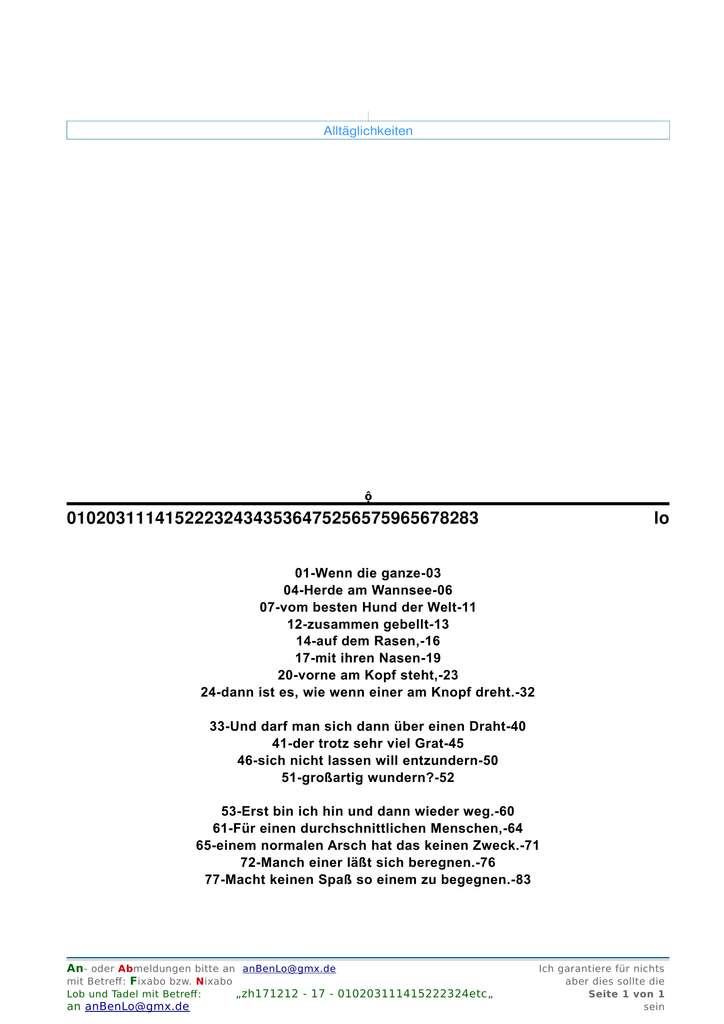 Alltäglichkeiten
ộ
01020311141522232434353647525657596567​8283 lo
01-Wenn die ganze-03
04-Herde am Wannsee-06
07-vom besten Hund der Welt-11
12-zusammen gebellt-13
14-auf dem Rasen,-16
17-mit ihren Nasen-19
20-vorne am Kopf steht,-23
24-dann ist es, wie wenn einer am Knopf dreht.-32
33-Und darf man sich dann über einen Draht-40
41-der trotz sehr viel Grat-45
46-sich nicht lassen will entzundern-50
51-großartig wundern?-52
53-Erst bin ich hin und dann wieder weg.-60
61-Für einen durchschnittlichen Menschen,-64
65-einem normalen Arsch hat das keinen Zweck.-71
72-Manch einer läßt sich beregnen.-76
77-Macht keinen Spaß so einem zu begegnen.-83
An- oder Abmeldungen bitte an anBenLo@gmx.de Ich garantiere für nichts
mit Betreff: Fixabo bzw. Nixabo aber dies sollte die
Lob und Tadel mit Betreff: „zh171212 - 17 - 010203111415222324etc„ Seite 1 von 1
an anBenLo@gmx.de sein